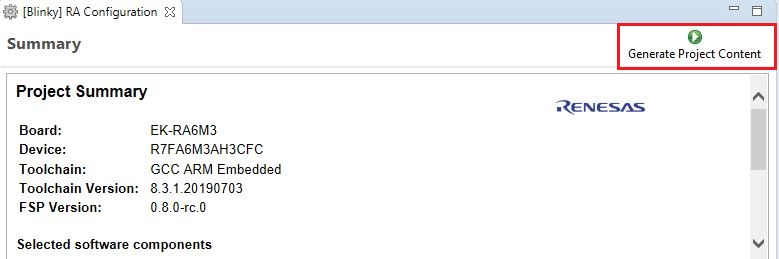 [Blinky] RA Configuration
Summary
Generate Project Content
Project Summary
RENESAS
Board: EK-RA6M3
Device: R7FA6M3AH3CFC
Toolchain: GCC ARM Embedded
Toolchain Version: 8.3.1.20190703
FSP Version: 0.8.0-rc.0
Selected software components